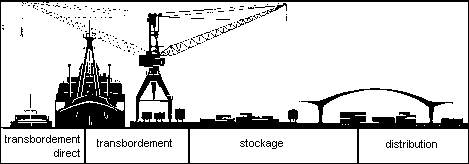 transbordement
direct
transbordement
stockage
distribution